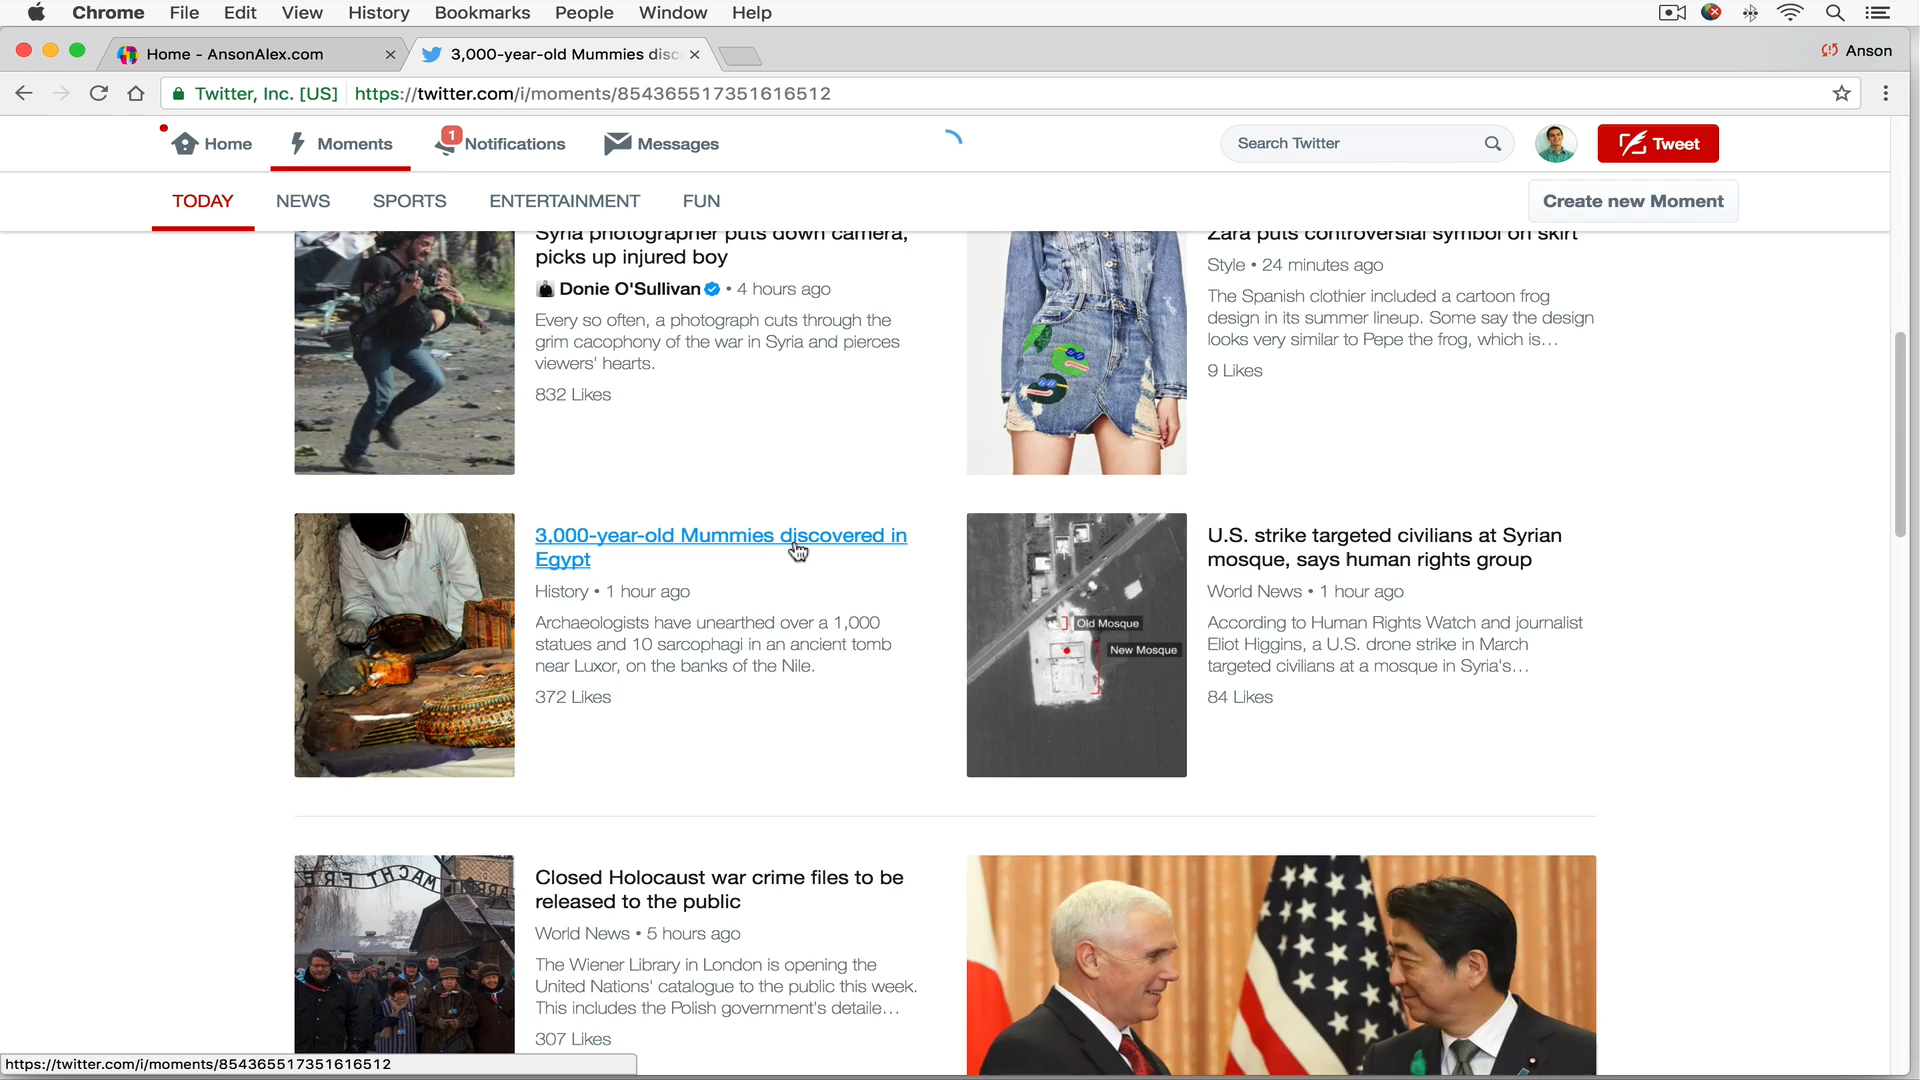 Chrome File Edit View History Bookmarks People Window Help
Home - AnsonAlex.com
3,000-year-old Mummies disc
Anson
Twitter, Inc. [US] https://twitter.com/i/moments/854365517351616512
Home
Moments
1
Notifications
Messages
Search Twitter
Tweet
TODAY
NEWS
SPORTS
ENTERTAINMENT
FUN
Create new Moment
Syria photographer puts down camera,
picks up injured boy
Donie O'Sullivan • 4 hours ago
Every so often, a photograph cuts through the
grim cacophony of the war in Syria and pierces
viewers' hearts.
832 Likes
Zara puts controversial symbol on skirt
Style • 24 minutes ago
The Spanish clothier included a cartoon frog
design in its summer lineup. Some say the design
looks very similar to Pepe the frog, which is...
9 Likes
3,000-year-old Mummies discovered in
Egypt
History • 1 hour ago
Archaeologists have unearthed over a 1,000
statues and 10 sarcophagi in an ancient tomb
near Luxor, on the banks of the Nile.
372 Likes
Old Mosque
New Mosque
U.S. strike targeted civilians at Syrian
mosque, says human rights group
World News • 1 hour ago
According to Human Rights Watch and journalist
Eliot Higgins, a U.S. drone strike in March
targeted civilians at a mosque in Syria's...
84 Likes
ARBEIT MACHT FREI
Closed Holocaust war crime files to be
released to the public
World News • 5 hours ago
The Wiener Library in London is opening the
United Nations' catalogue to the public this week.
This includes the Polish government's detaile...
307 Likes
https://twitter.com/i/moments/854365517351616512